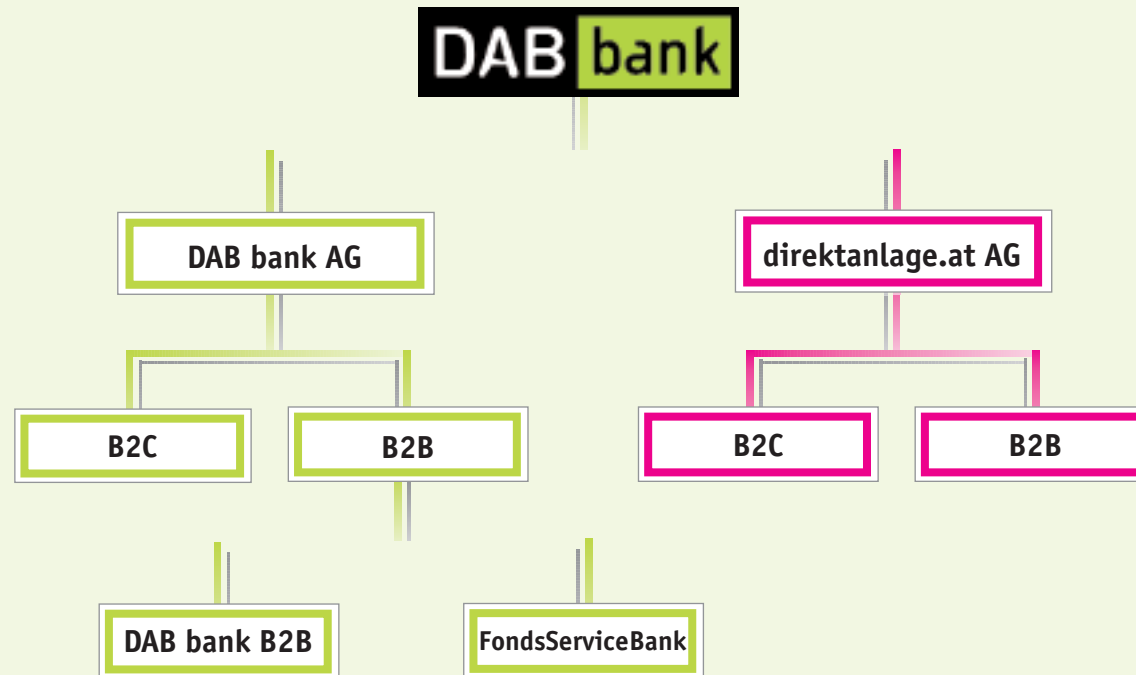 DAB bank
DAB bank AG
direktanlage.at AG
B2C
B2B
B2C
B2B
DAB bank B2B
FondsServiceBank